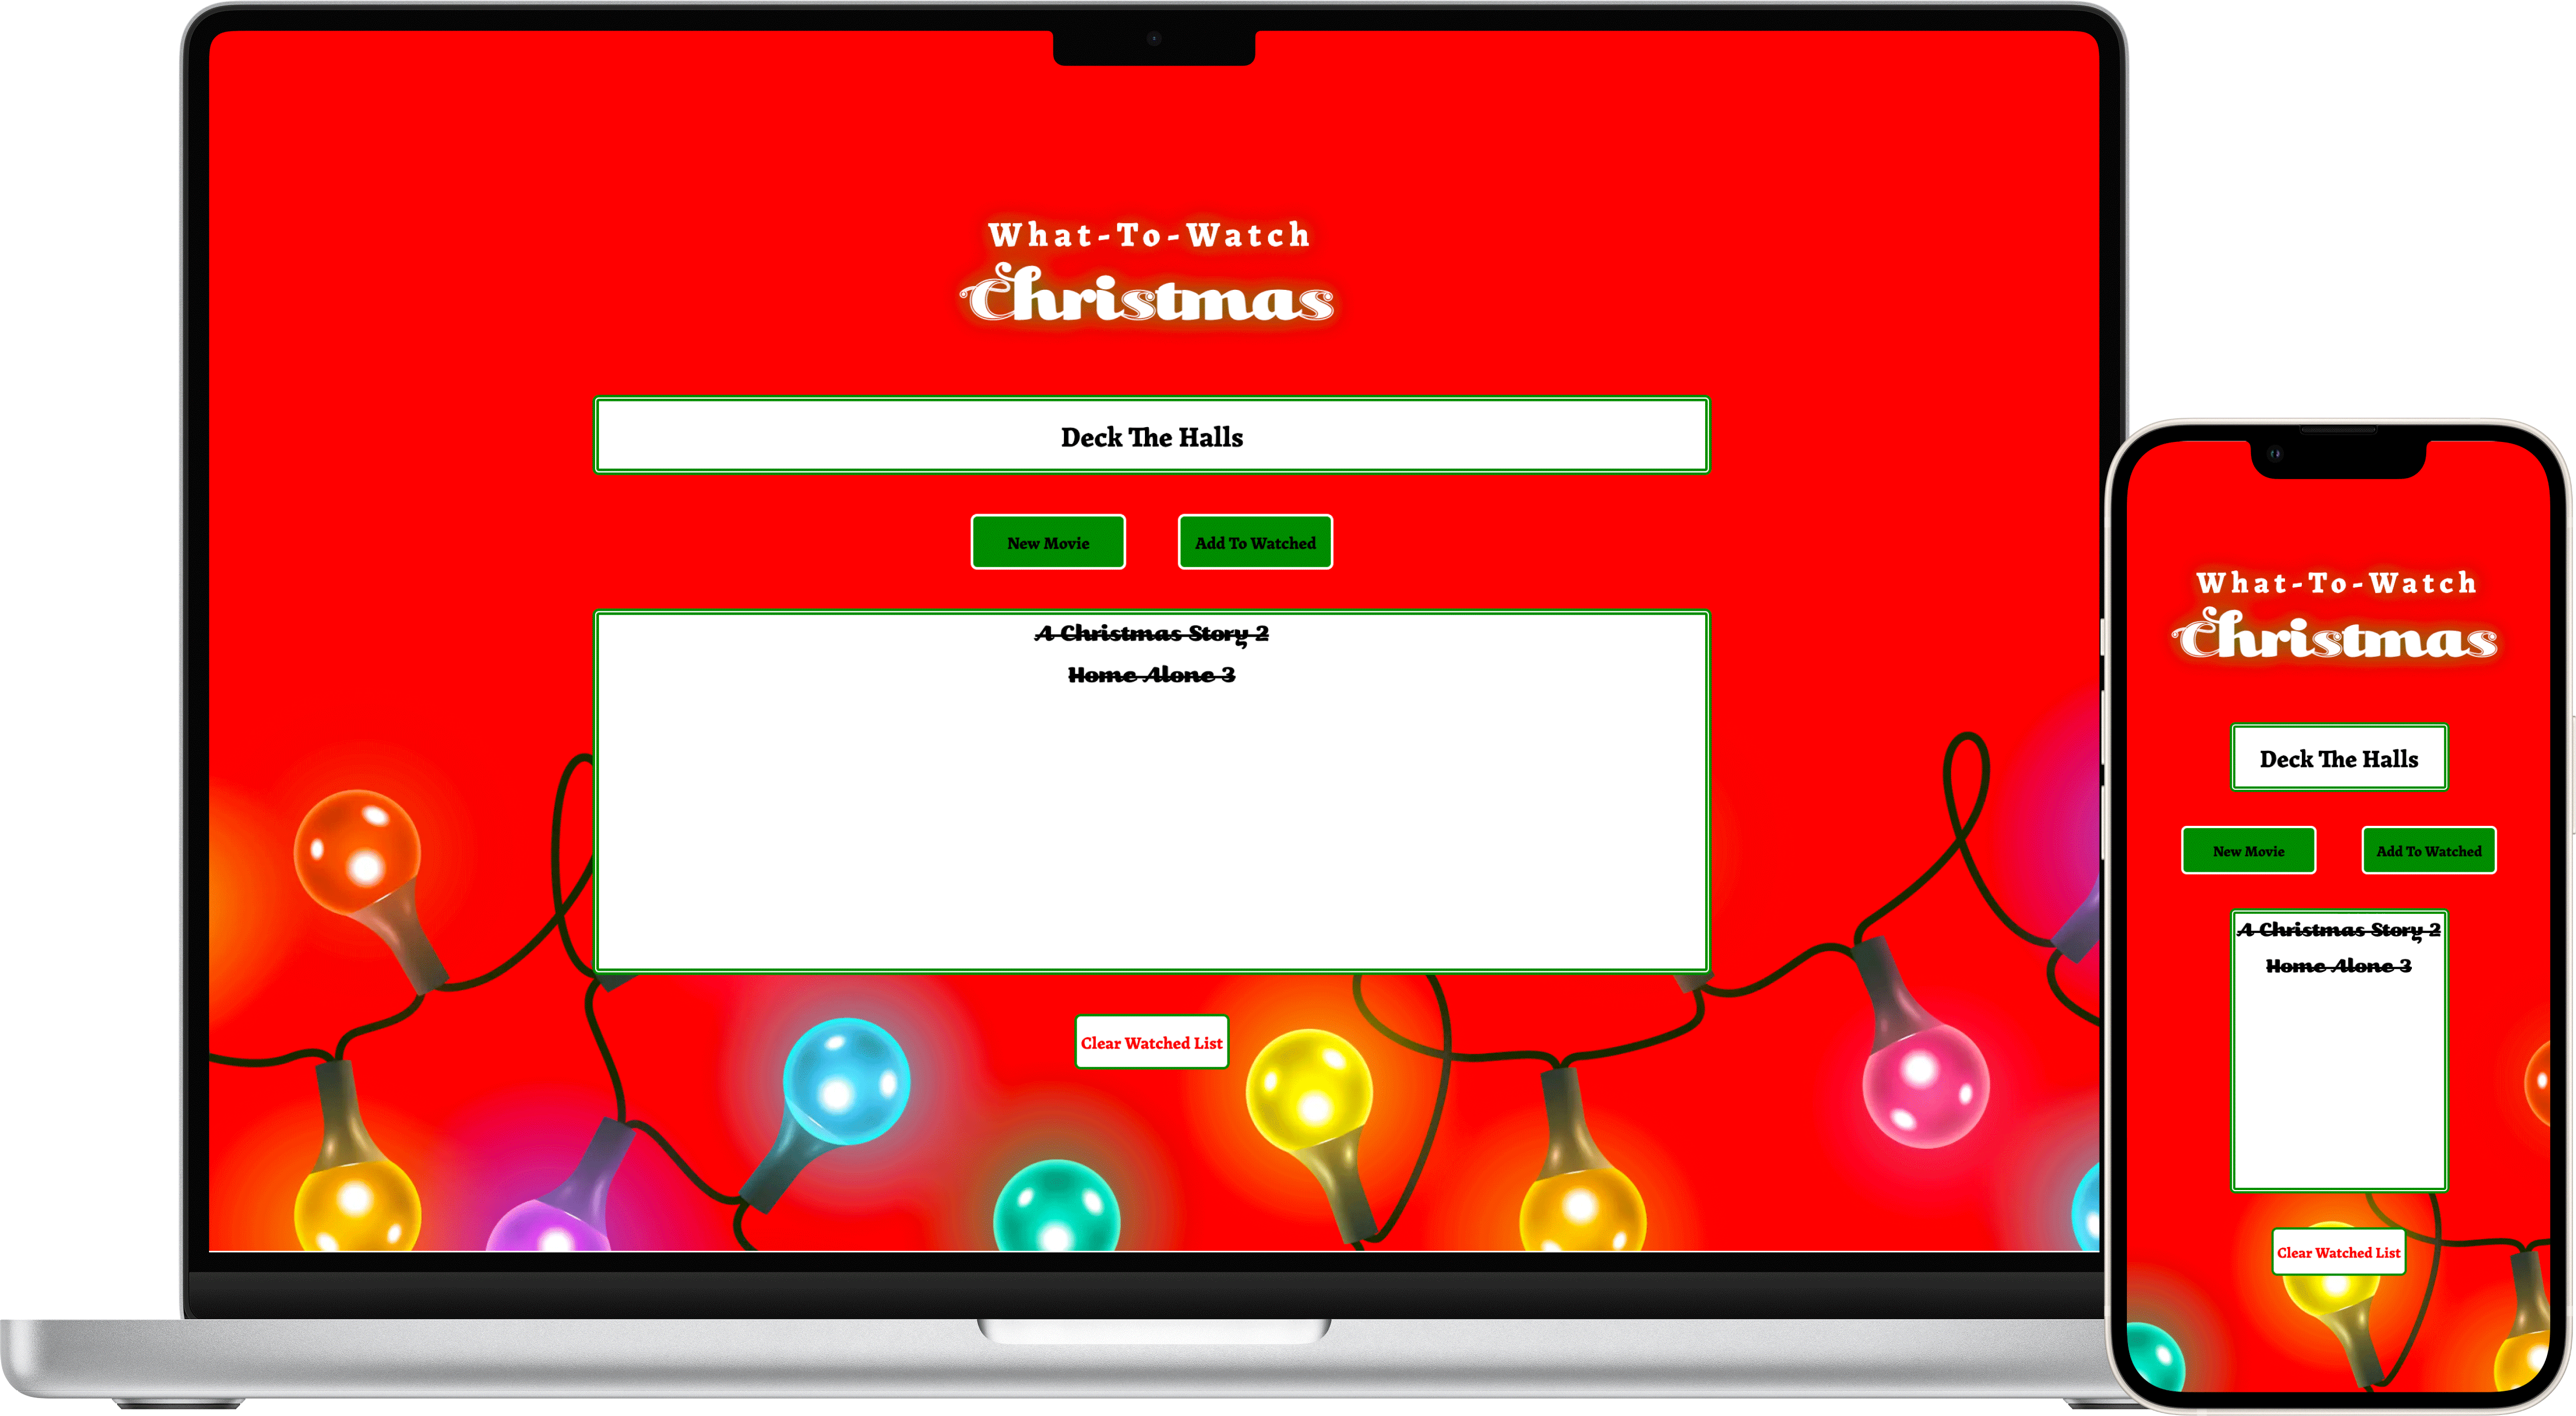 What-To-Watch
Christmas
Deck The Halls
New Movie
Add To Watched
A Christmas Story 2
Home Alone 3
Clear Watched List
What-To-Watch
Christmas
Deck The Halls
New Movie
Add To Watched
A Christmas Story 2
Home Alone 3
Clear Watched List